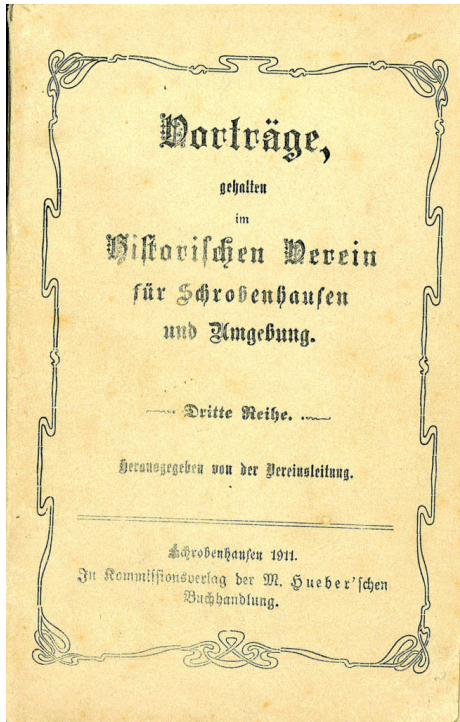 Vorträge,
gehalten
im
Historischen Verein
für Schrobenhausen
und Umgebung.
Dritte Reihe.
Herausgegeben von der Vereinsleitung.
Schrobenhausen 1911.
In Kommissionsverlag der M. Hueber'schen
Buchhandlung.